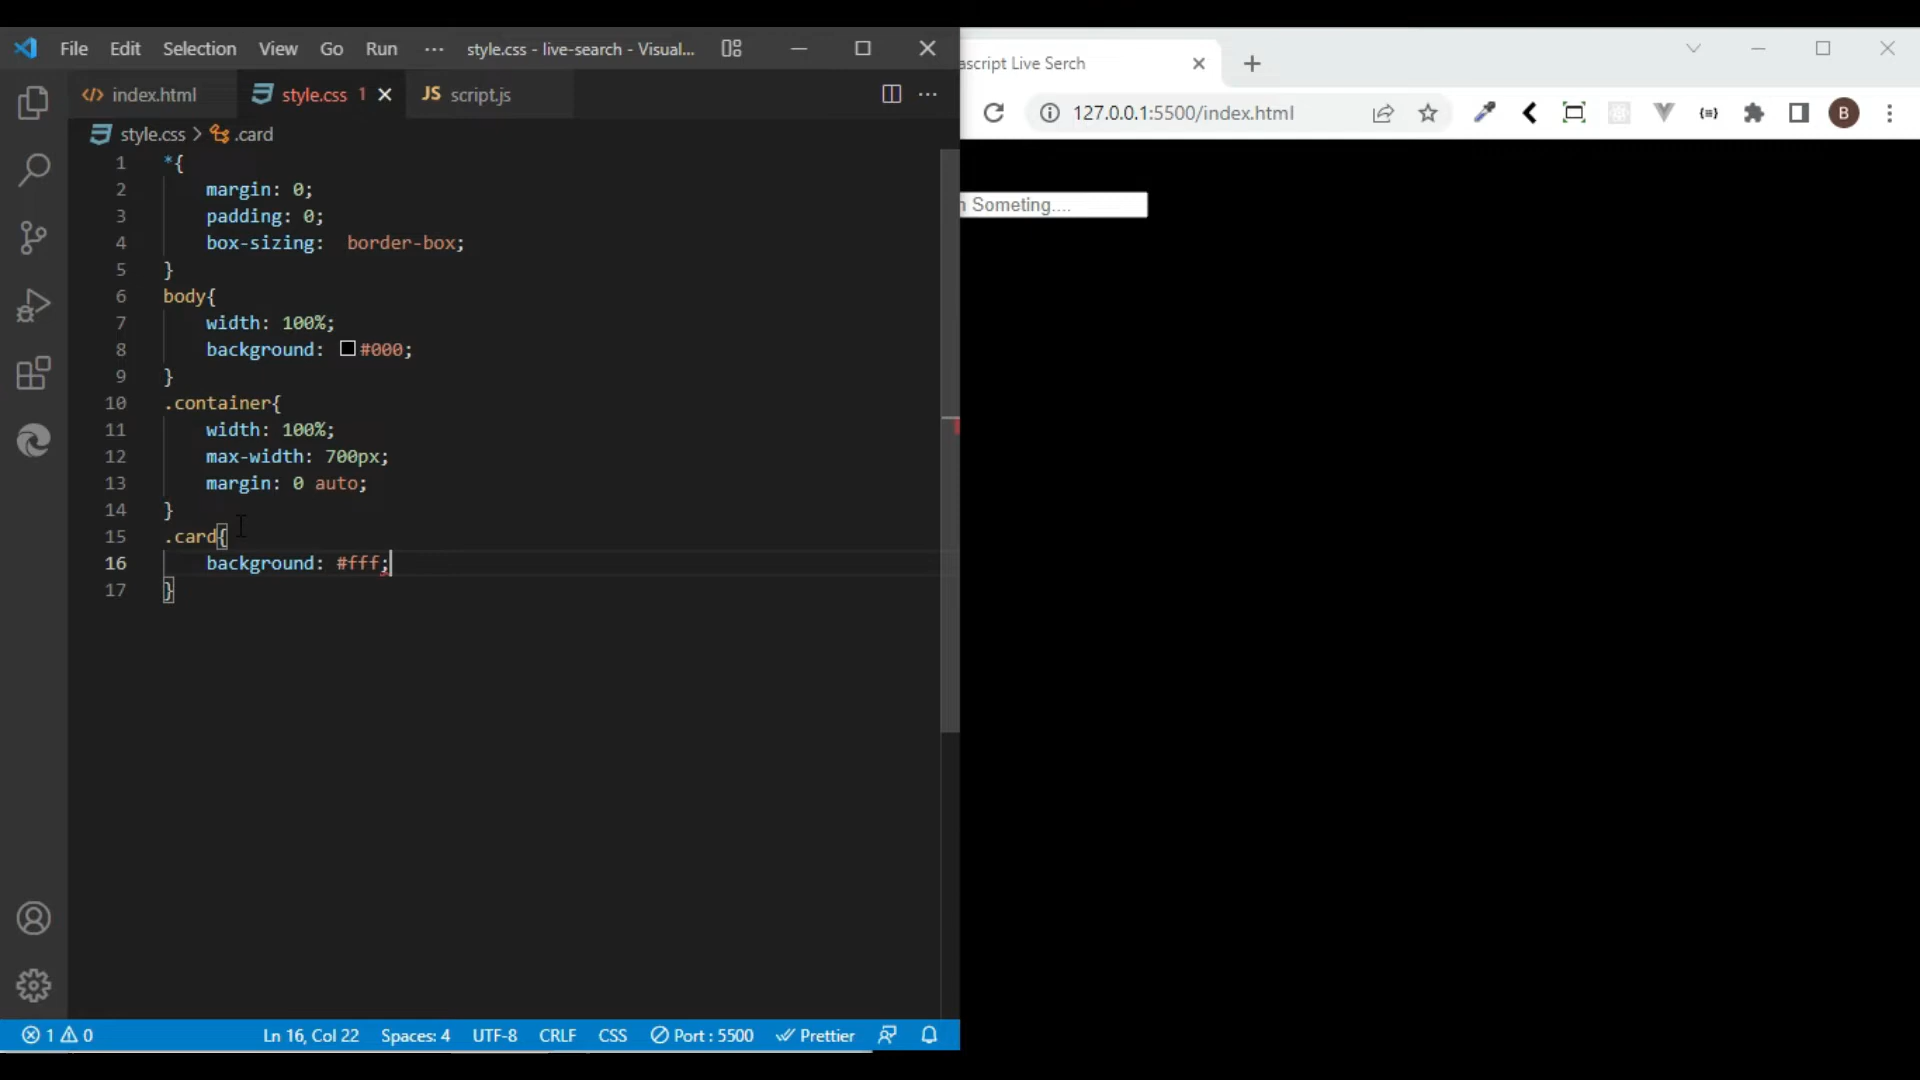 File Edit Selection View Go Run ··· style.css - live-search - Visual...
ascript Live Serch
index.html
style.css 1
JS script.js
127.0.0.1:5500/index.html
B
style.css > .card
1 *{
2 margin: 0;
3 padding: 0;
4 box-sizing: border-box;
5 }
6 body{
7 width: 100%;
8 background: #000;
9 }
10 .container{
11 width: 100%;
12 max-width: 700px;
13 margin: 0 auto;
14 }
15 .card{
16 background: #fff;
17 }
h Someting....
1 0 Ln 16, Col 22 Spaces: 4 UTF-8 CRLF CSS Port : 5500 Prettier